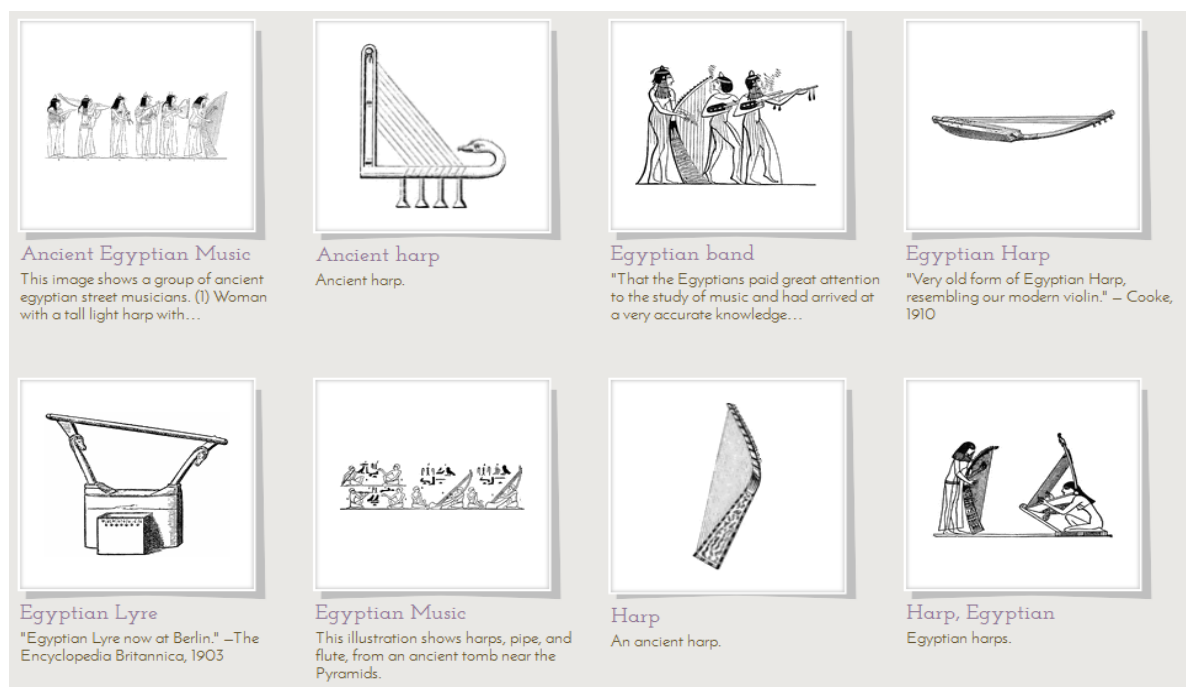 Ancient Egyptian Music
This image shows a group of ancient
egyptian street musicians. (1) Woman
with a tall light harp with...
Ancient harp
Ancient harp.
Egyptian band
"That the Egyptians paid great attention
to the study of music and had arrived at
a very accurate knowledge...
Egyptian Harp
"Very old form of Egyptian Harp,
resembling our modern violin." – Cooke,
1910
Egyptian Lyre
"Egyptian Lyre now at Berlin." –The
Encyclopedia Britannica, 1903
Egyptian Music
This illustration shows harps, pipe, and
flute, from an ancient tomb near the
Pyramids.
Harp
An ancient harp.
Harp, Egyptian
Egyptian harps.